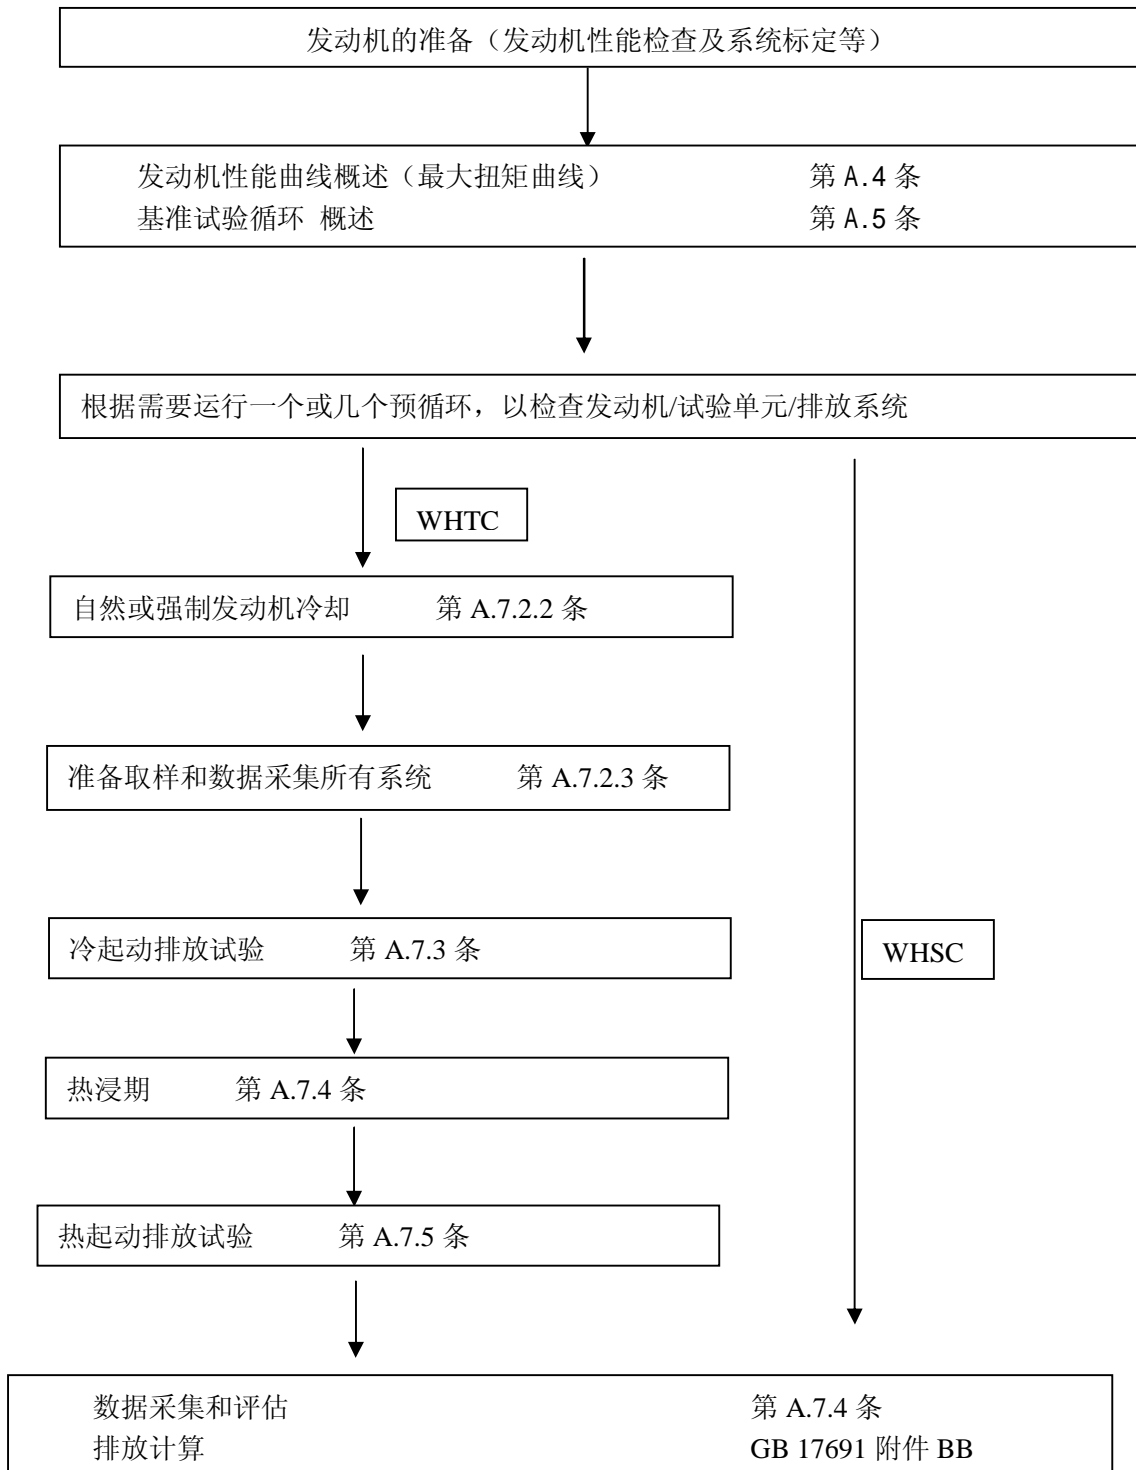 发动机的准备（发动机性能检查及系统标定等）
发动机性能曲线概述（最大扭矩曲线） 第 A.4 条
基准试验循环 概述 第 A.5 条
根据需要运行一个或几个预循环，以检查发动机/试验单元/排放系统
WHTC
自然或强制发动机冷却 第 A.7.2.2 条
准备取样和数据采集所有系统 第 A.7.2.3 条
冷起动排放试验 第 A.7.3 条
WHSC
热浸期 第 A.7.4 条
热起动排放试验 第 A.7.5 条
数据采集和评估 第 A.7.4 条
排放计算 GB 17691 附件 BB